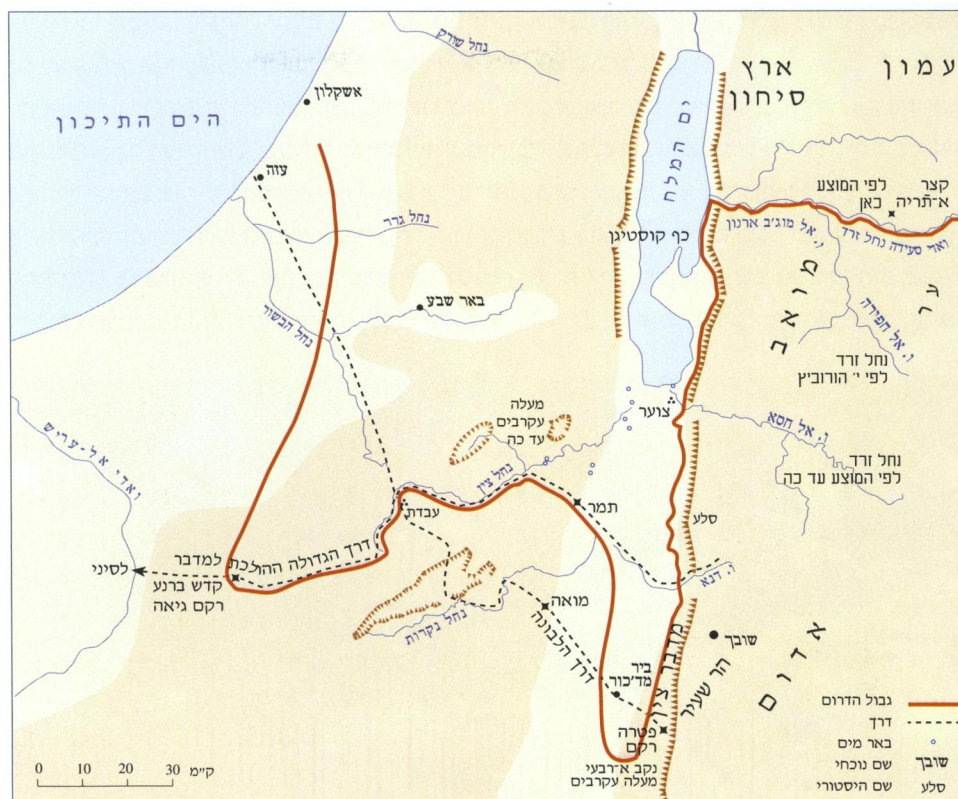 נחל שורק
אשקלון
הים התיכון
עזה
נחל גרר
באר שבע
נחל הבשור
ואדי אל-עריש
ים המלח
כף קוסטיגן
ארץ
סיחון
עמון
קצר
א-תריה
לפי המוצע
כאן
ו. אל מוג'ב ארנון
ואדי סעידה נחל זרד
מואב
ער
ו. אל חפירה
נחל זרד
לפי י' הורוביץ
צוער
ו. אל חסא
נחל זרד
לפי המוצע עד כה
מעלה
עקרבים
עד כה
נחל צין
תמר
סלע
עבדת
דרך הגדולה ההולכת למדבר
לסיני
קדש ברנע
רקם גיאה
ו. דנא
מואה
נחל נקרות
דרך הלבונה
ביר
מד'כור
מדבר צין
הר שעיר
שובך
אדום
פטרה
רקם
נקב א-רבעי
מעלה עקרבים
גבול הדרום
דרך
באר מים
שובך שם נוכחי
סלע שם היסטורי
0 10 20 30 ק"מ